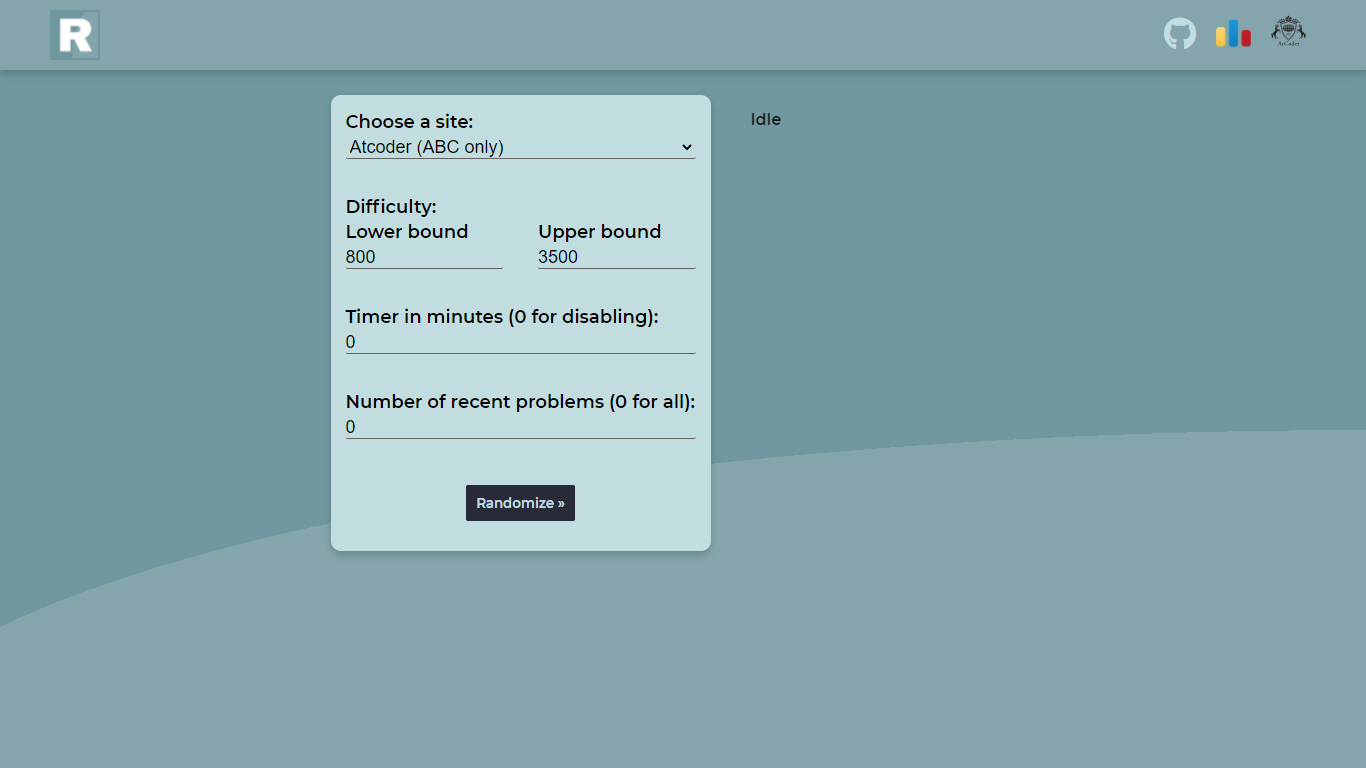 R
AtCoder
Choose a site:
Atcoder (ABC only)
Idle
Difficulty:
Lower bound Upper bound
800 3500
Timer in minutes (0 for disabling):
0
Number of recent problems (0 for all):
0
Randomize »